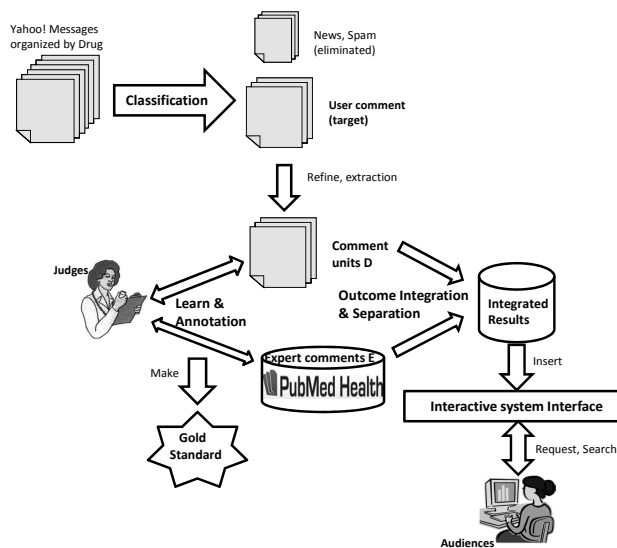 Yahoo! Messages
organized by Drug
News, Spam
(eliminated)
Classification
User comment
(target)
Refine, extraction
Judges
Comment
units D
Learn &
Annotation
Outcome Integration
& Separation
Integrated
Results
Expert comments E
PubMed Health
Make
Insert
Gold
Standard
Interactive system Interface
Request, Search
Audiences